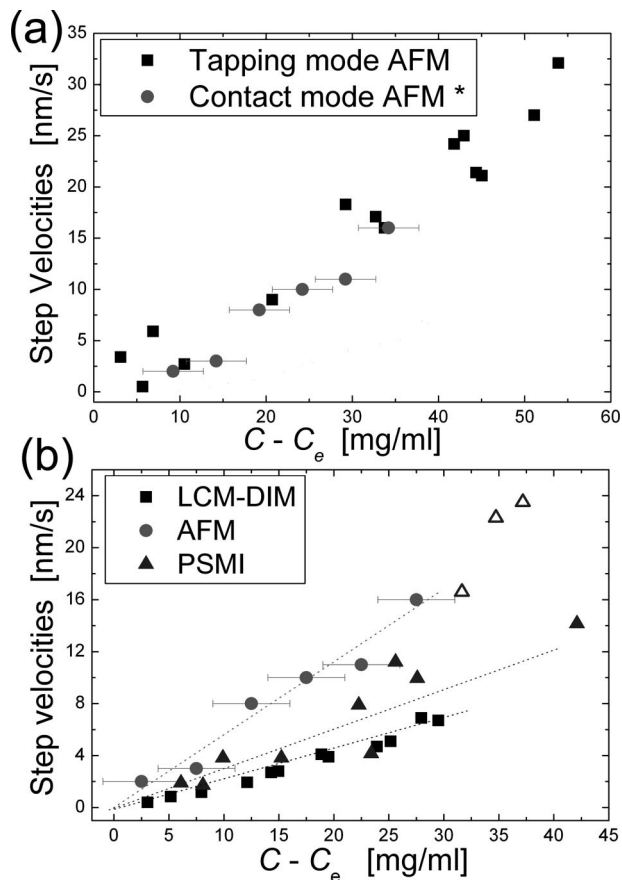 (a)
35
30
25
20
15
10
5
0
Step Velocities [nm/s]
Tapping mode AFM
Contact mode AFM *
0 10 20 30 40 50 60
C - Ce [mg/ml]
(b)
24
20
16
12
8
4
0
Step velocities [nm/s]
LCM-DIM
AFM
PSMI
0 5 10 15 20 25 30 35 40 45
C - Ce [mg/ml]